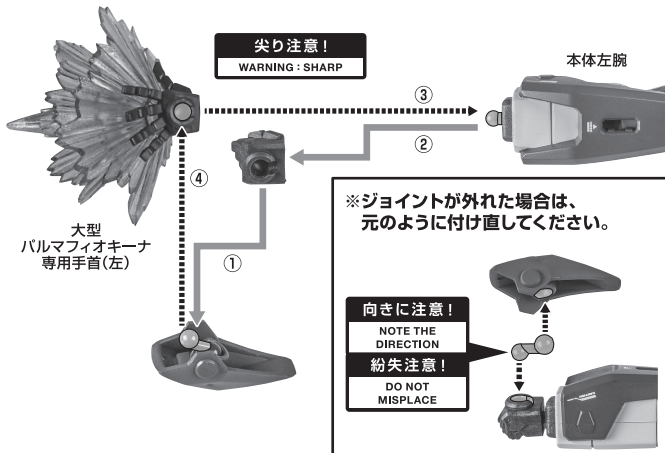 尖り注意！
WARNING : SHARP
本体左腕
③
②
④
①
大型
パルマフィオキーナ
専用手首(左)
※ジョイントが外れた場合は、
元のように付け直してください。
向きに注意！
NOTE THE
DIRECTION
紛失注意！
DO NOT
MISPLACE